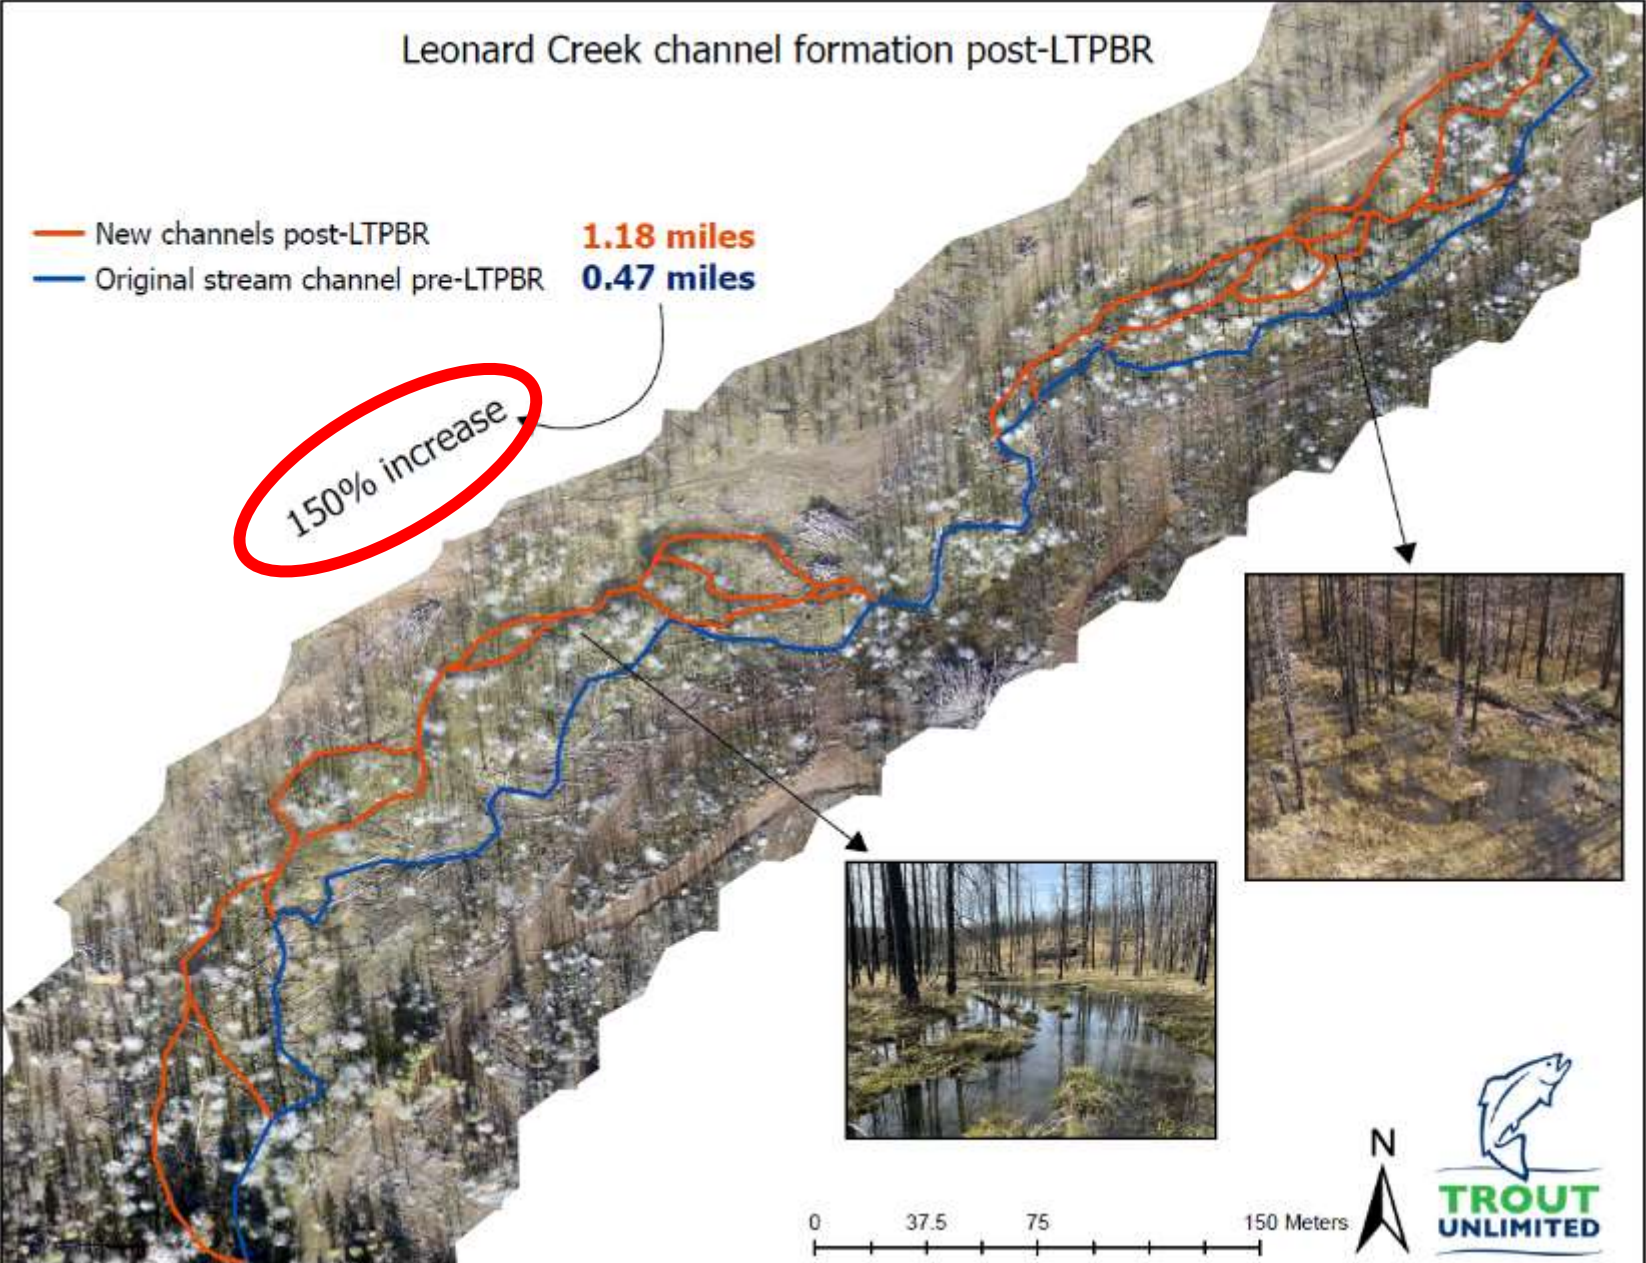 Leonard Creek channel formation post-LTPBR
New channels post-LTPBR 1.18 miles
Original stream channel pre-LTPBR 0.47 miles
150% increase
N
0 37.5 75 150 Meters
TROUT
UNLIMITED